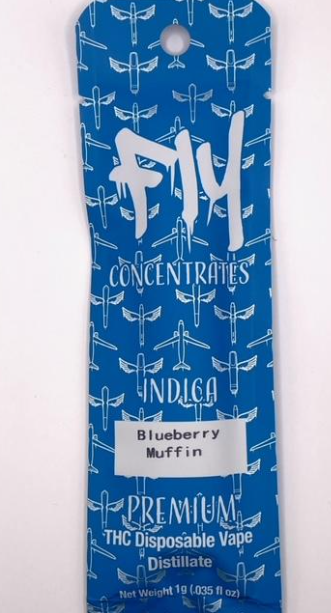 Fly
CONCENTRATES
INDICA
Blueberry
Muffin
PREMIUM
THC Disposable Vape
Distillate
Net Weight 1g (.035 fl oz)